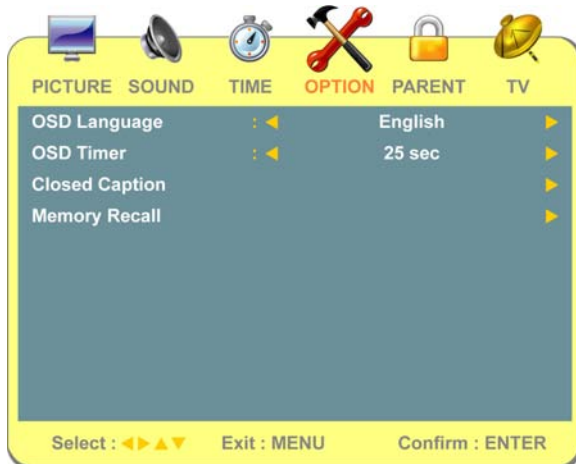 PICTURE SOUND TIME OPTION PARENT TV
OSD Language : ◀ English ▶
OSD Timer : ◀ 25 sec ▶
Closed Caption ▶
Memory Recall ▶
Select : ◀▶▲▼ Exit : MENU Confirm : ENTER